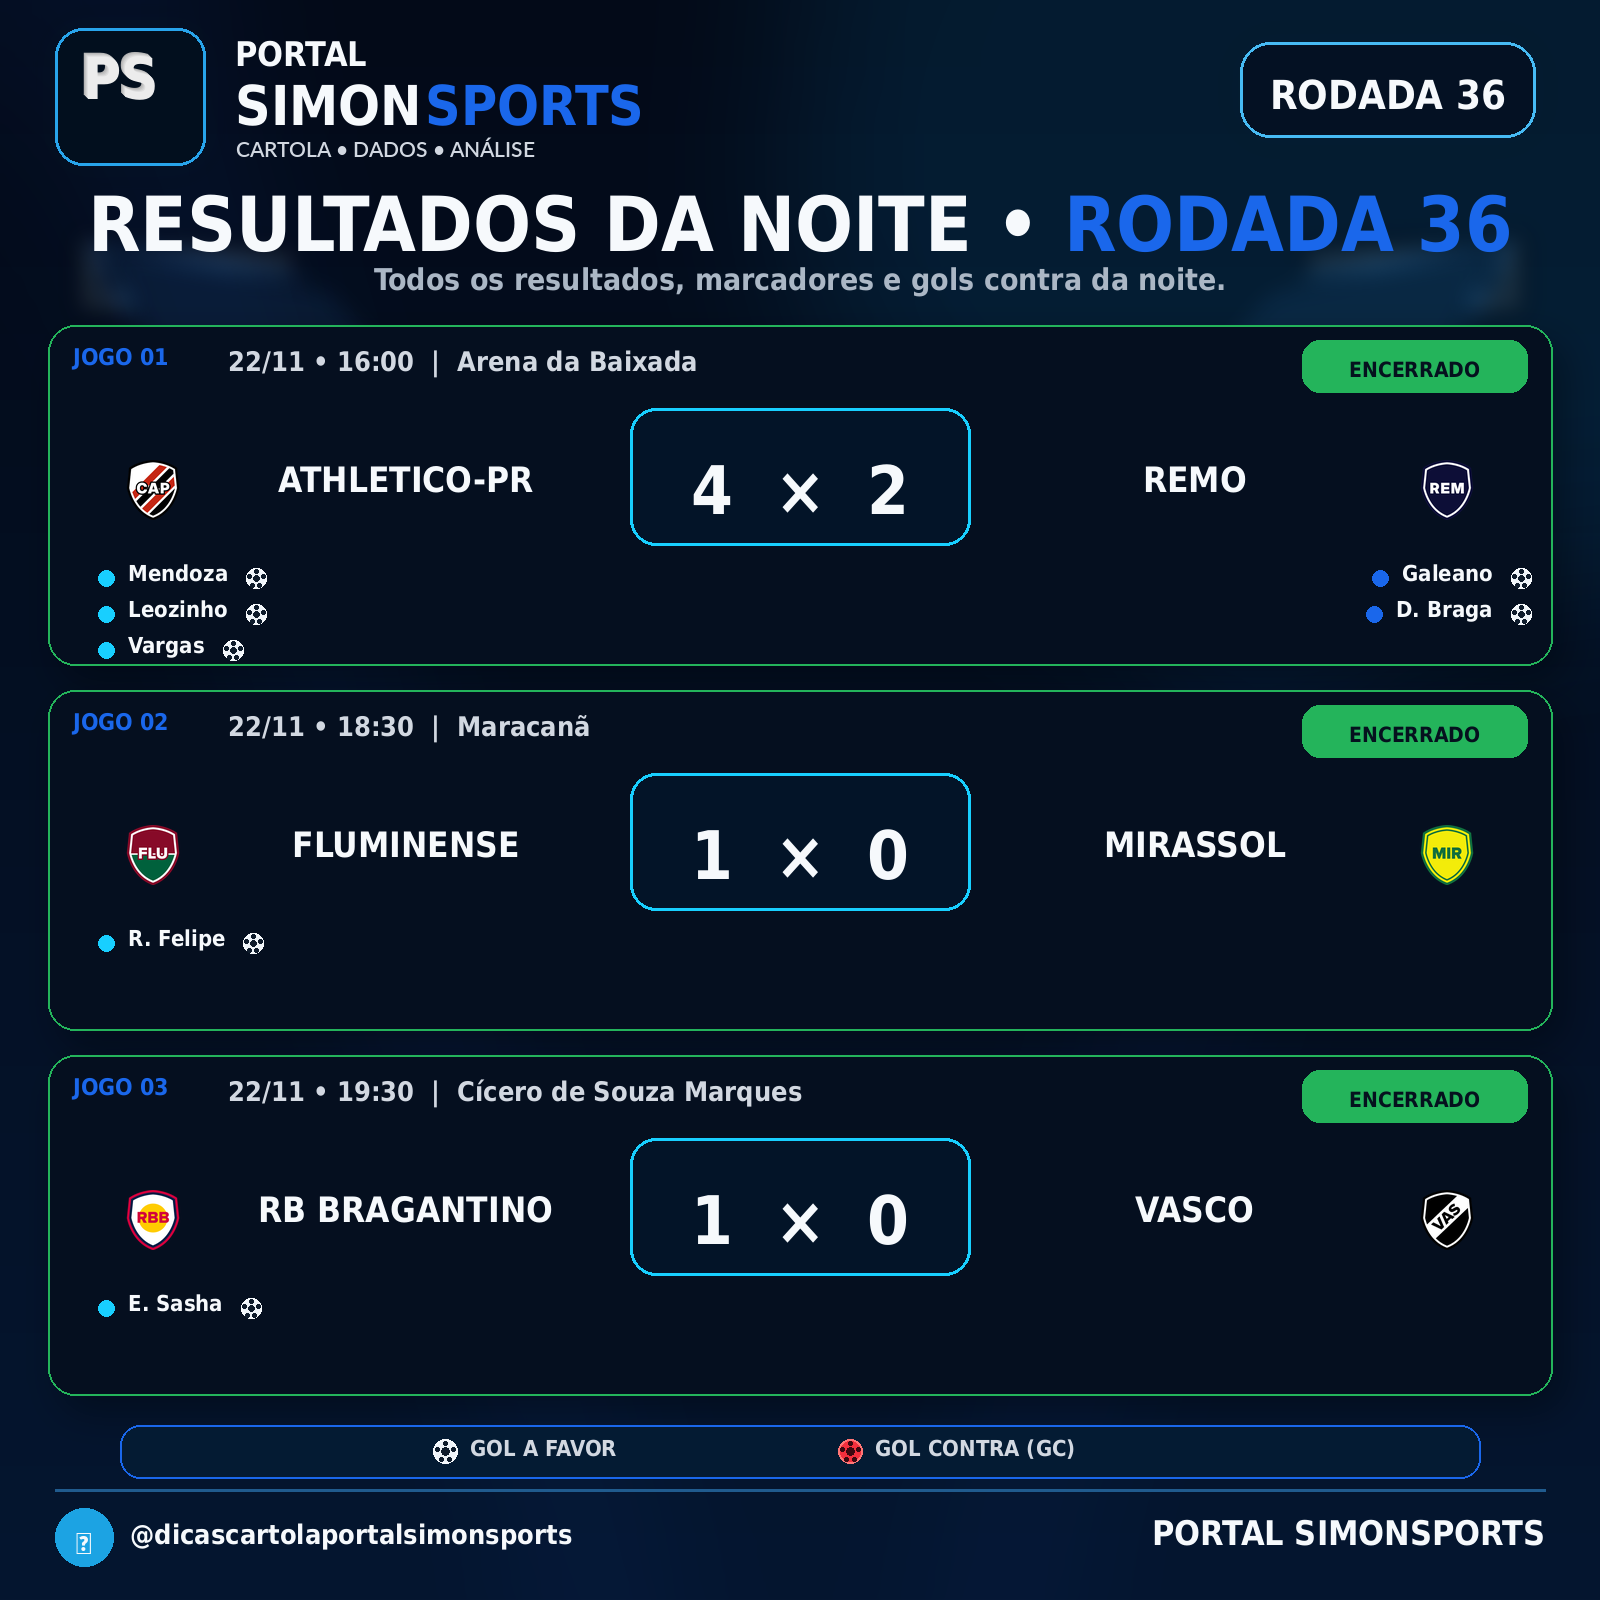 PS
PORTAL
SIMONSPORTS
CARTOLA • DADOS • ANÁLISE
RODADA 36
RESULTADOS DA NOITE • RODADA 36
Todos os resultados, marcadores e gols contra da noite.
JOGO 01
22/11 • 16:00 | Arena da Baixada
ENCERRADO
CAP
ATHLETICO-PR
4 × 2
REMO
REM
Mendoza
Galeano
Leozinho
D. Braga
Vargas
JOGO 02
22/11 • 18:30 | Maracanã
ENCERRADO
FLU
FLUMINENSE
1 × 0
MIRASSOL
MIR
R. Felipe
JOGO 03
22/11 • 19:30 | Cícero de Souza Marques
ENCERRADO
RBB
RB BRAGANTINO
1 × 0
VASCO
VAS
E. Sasha
GOL A FAVOR
GOL CONTRA (GC)
@dicascartolaportalsimonsports
PORTAL SIMONSPORTS